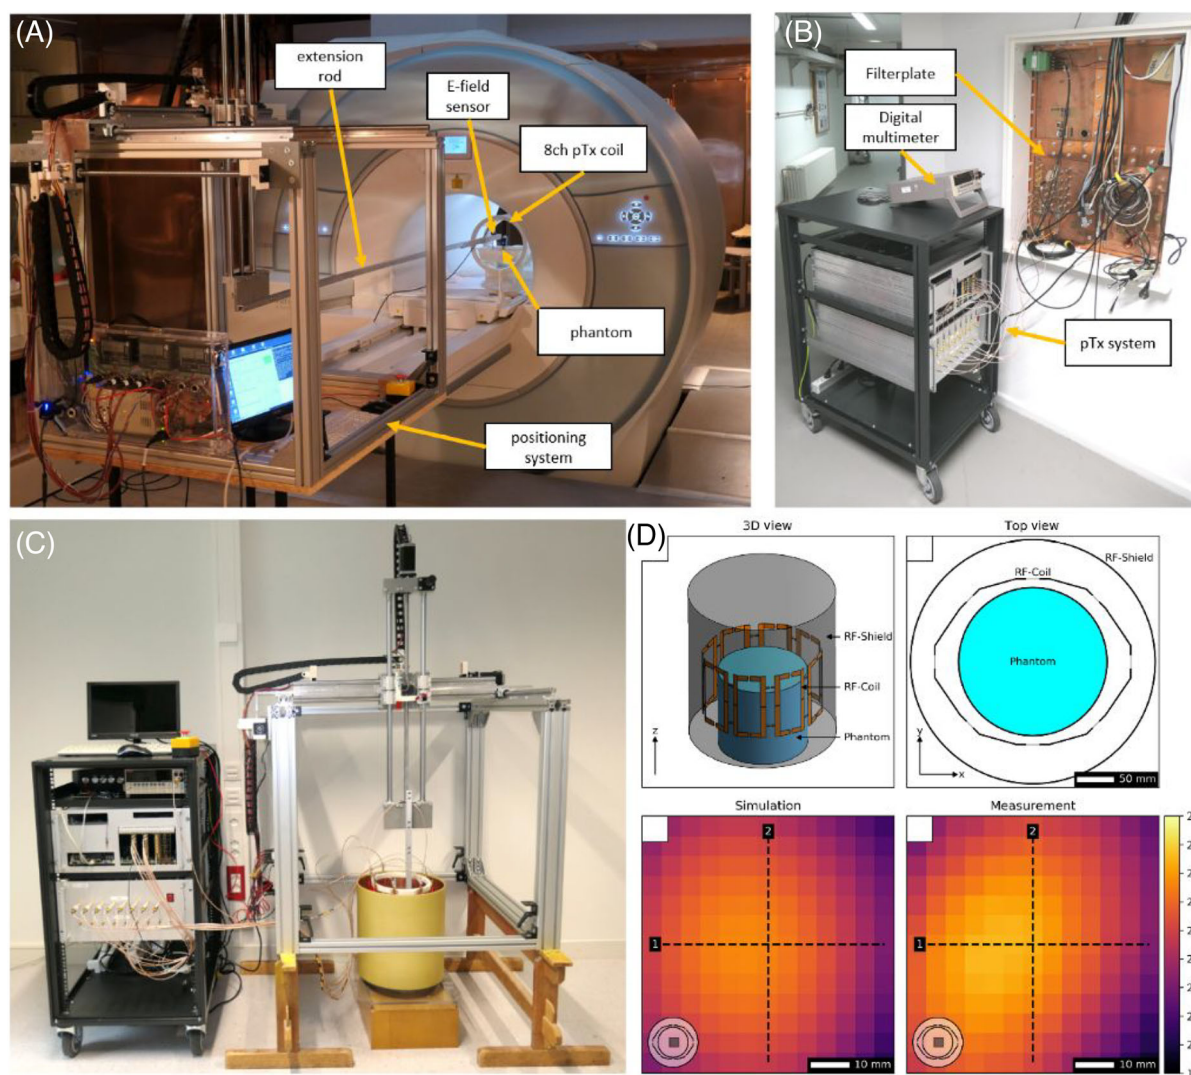 (A)
extension
rod
E-field
sensor
8ch pTx coil
phantom
positioning
system
(B)
Filterplate
Digital
multimeter
pTx system
(C)
(D)
3D view
RF-Shield
RF-Coil
Phantom
z
Top view
RF-Shield
RF-Coil
Phantom
y
x
50 mm
Simulation
2
1
10 mm
Measurement
2
1
10 mm